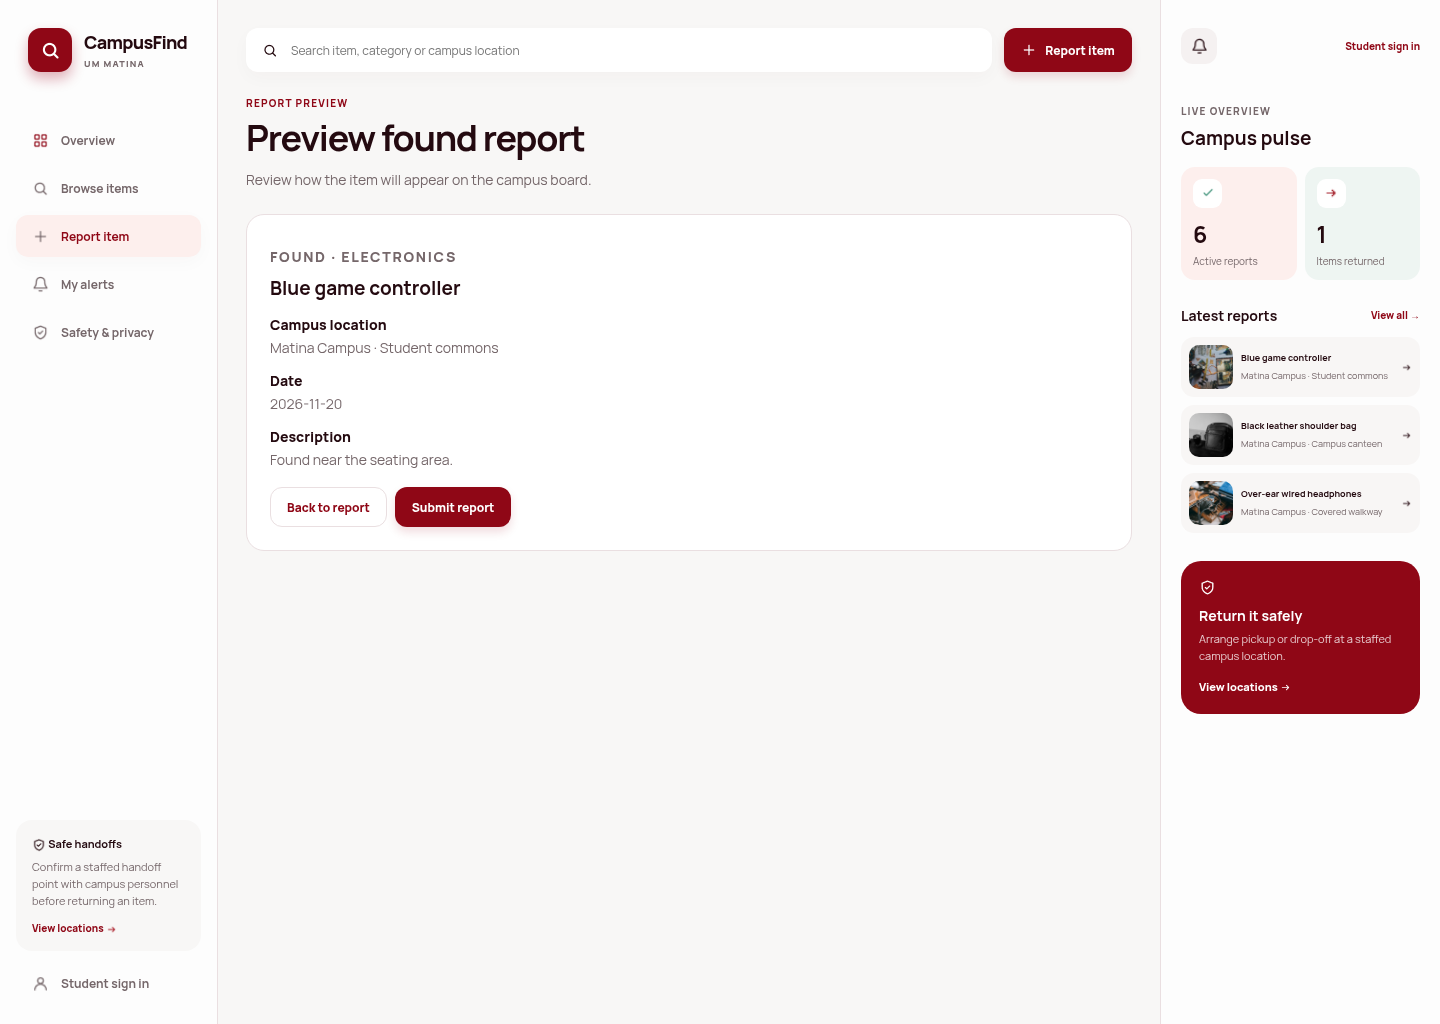 CampusFind
UM MATINA
Overview
Browse items
Report item
My alerts
Safety & privacy
Safe handoffs
Confirm a staffed handoff
point with campus personnel
before returning an item.
View locations →
Student sign in
Search item, category or campus location
Report item
REPORT PREVIEW
Preview found report
Review how the item will appear on the campus board.
FOUND · ELECTRONICS
Blue game controller
Campus location
Matina Campus · Student commons
Date
2026-11-20
Description
Found near the seating area.
Back to report
Submit report
Student sign in
LIVE OVERVIEW
Campus pulse
6
Active reports
1
Items returned
Latest reports
View all →
Blue game controller
Matina Campus · Student commons
Black leather shoulder bag
Matina Campus · Campus canteen
Over-ear wired headphones
Matina Campus · Covered walkway
Return it safely
Arrange pickup or drop-off at a staffed
campus location.
View locations →